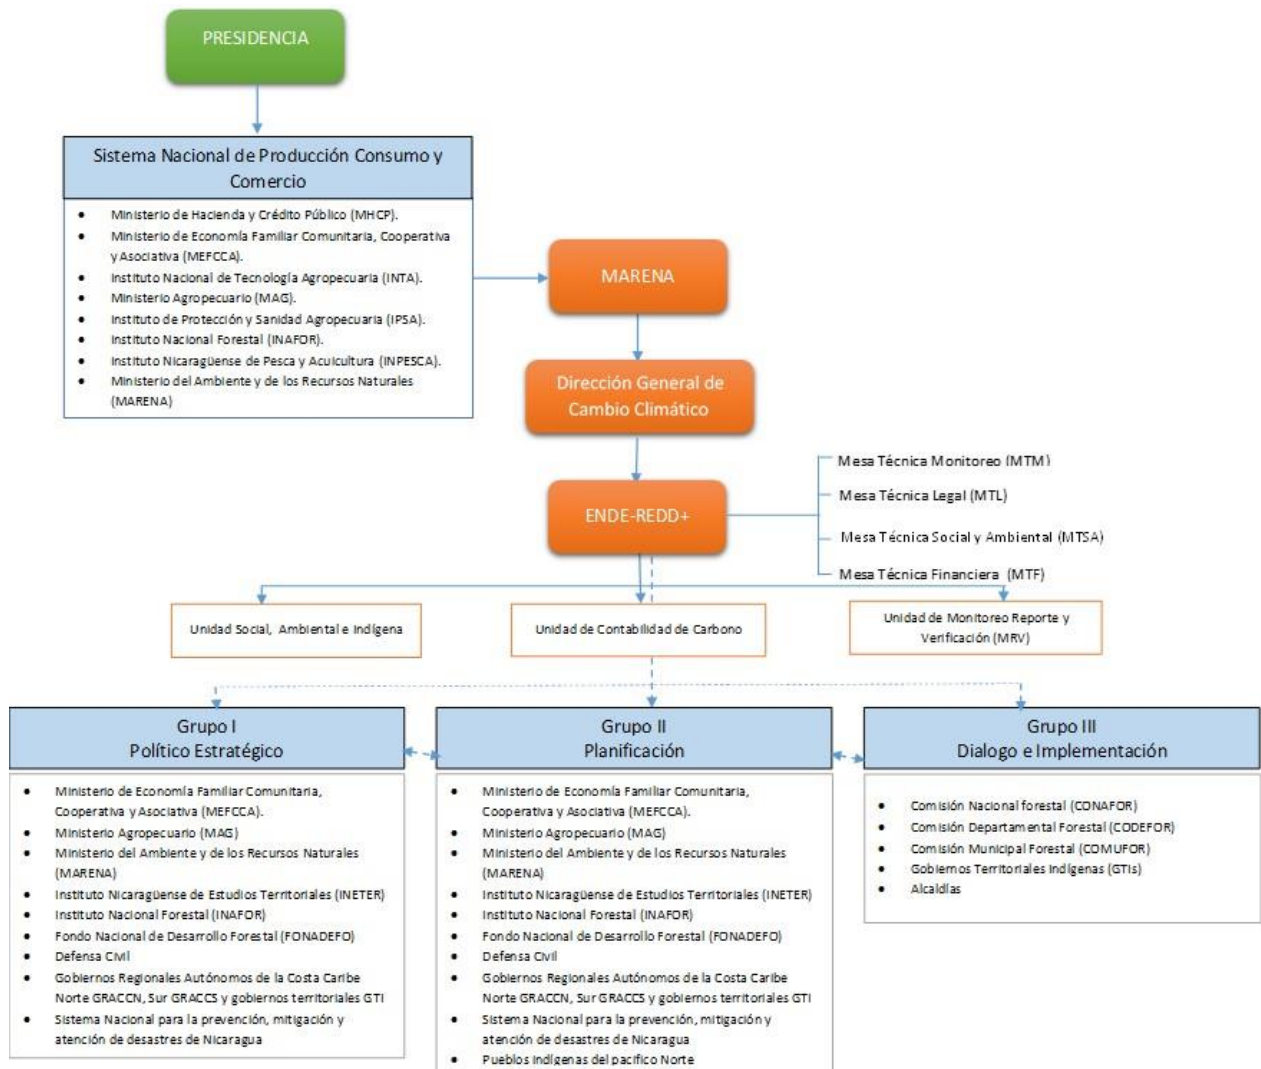 PRESIDENCIA
Sistema Nacional de Producción Consumo y
Comercio
• Ministerio de Hacienda y Crédito Público (MHCP).
• Ministerio de Economía Familiar Comunitaria, Cooperativa
y Asociativa (MEFCCA).
• Instituto Nacional de Tecnología Agropecuaria (INTA).
• Ministerio Agropecuario (MAG).
• Instituto de Protección y Sanidad Agropecuaria (IPSA).
• Instituto Nacional Forestal (INAFOR).
• Instituto Nicaragüense de Pesca y Acuicultura (INPESCA).
• Ministerio del Ambiente y de los Recursos Naturales
(MARENA)
MARENA
Dirección General de
Cambio Climático
ENDE-REDD+
Mesa Técnica Monitoreo (MTM)
Mesa Técnica Legal (MTL)
Mesa Técnica Social y Ambiental (MTSA)
Mesa Técnica Financiera (MTF)
Unidad Social, Ambiental e Indígena
Unidad de Contabilidad de Carbono
Unidad de Monitoreo Reporte y
Verificación (MRV)
Grupo I
Político Estratégico
• Ministerio de Economía Familiar Comunitaria,
Cooperativa y Asociativa (MEFCCA).
• Ministerio Agropecuario (MAG)
• Ministerio del Ambiente y de los Recursos Naturales
(MARENA)
• Instituto Nicaragüense de Estudios Territoriales (INETER)
• Instituto Nacional Forestal (INAFOR)
• Fondo Nacional de Desarrollo Forestal (FONADEFO)
• Defensa Civil
• Gobiernos Regionales Autónomos de la Costa Caribe
Norte GRACCN, Sur GRACCS y gobiernos territoriales GTI
• Sistema Nacional para la prevención, mitigación y
atención de desastres de Nicaragua
Grupo II
Planificación
• Ministerio de Economía Familiar Comunitaria,
Cooperativa y Asociativa (MEFCCA).
• Ministerio Agropecuario (MAG)
• Ministerio del Ambiente y de los Recursos Naturales
(MARENA)
• Instituto Nicaragüense de Estudios Territoriales (INETER)
• Instituto Nacional Forestal (INAFOR)
• Fondo Nacional de Desarrollo Forestal (FONADEFO)
• Defensa Civil
• Gobiernos Regionales Autónomos de la Costa Caribe
Norte GRACCN, Sur GRACCS y gobiernos territoriales GTI
• Sistema Nacional para la prevención, mitigación y
atención de desastres de Nicaragua
• Pueblos Indígenas del pacifico Norte
Grupo III
Dialogo e Implementación
• Comisión Nacional forestal (CONAFOR)
• Comisión Departamental Forestal (CODEFOR)
• Comisión Municipal Forestal (COMUFOR)
• Gobiernos Territoriales Indígenas (GTIs)
• Alcaldías